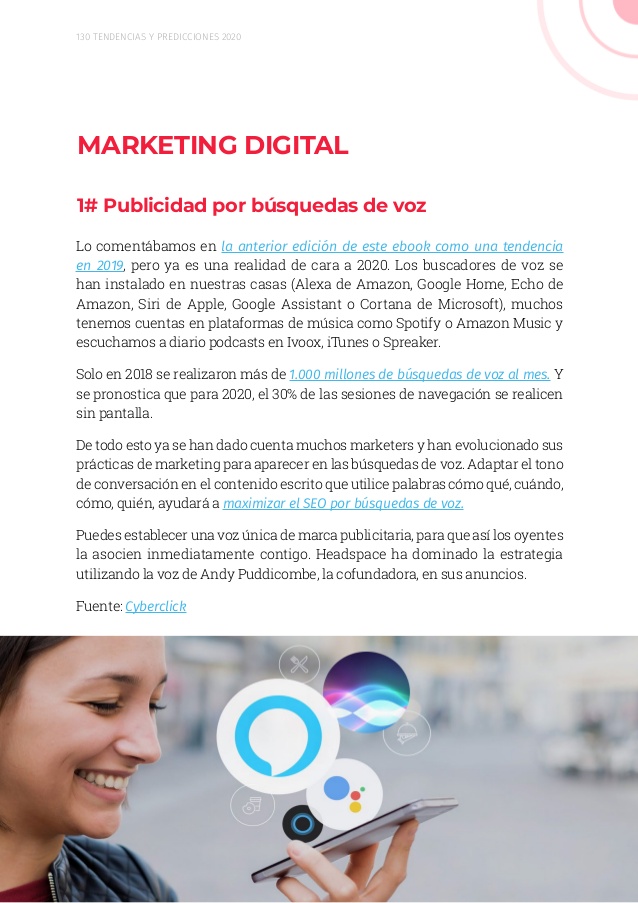 130 TENDENCIAS Y PREDICCIONES 2020
MARKETING DIGITAL
1# Publicidad por búsquedas de voz
Lo comentábamos en la anterior edición de este ebook como una tendencia
en 2019, pero ya es una realidad de cara a 2020. Los buscadores de voz se
han instalado en nuestras casas (Alexa de Amazon, Google Home, Echo de
Amazon, Siri de Apple, Google Assistant o Cortana de Microsoft), muchos
tenemos cuentas en plataformas de música como Spotify o Amazon Music y
escuchamos a diario podcasts en Ivoox, iTunes o Spreaker.
Solo en 2018 se realizaron más de 1.000 millones de búsquedas de voz al mes. Y
se pronostica que para 2020, el 30% de las sesiones de navegación se realicen
sin pantalla.
De todo esto ya se han dado cuenta muchos marketers y han evolucionado sus
prácticas de marketing para aparecer en las búsquedas de voz. Adaptar el tono
de conversación en el contenido escrito que utilice palabras cómo qué, cuándo,
cómo, quién, ayudará a maximizar el SEO por búsquedas de voz.
Puedes establecer una voz única de marca publicitaria, para que así los oyentes
la asocien inmediatamente contigo. Headspace ha dominado la estrategia
utilizando la voz de Andy Puddicombe, la cofundadora, en sus anuncios.
Fuente: Cyberclick